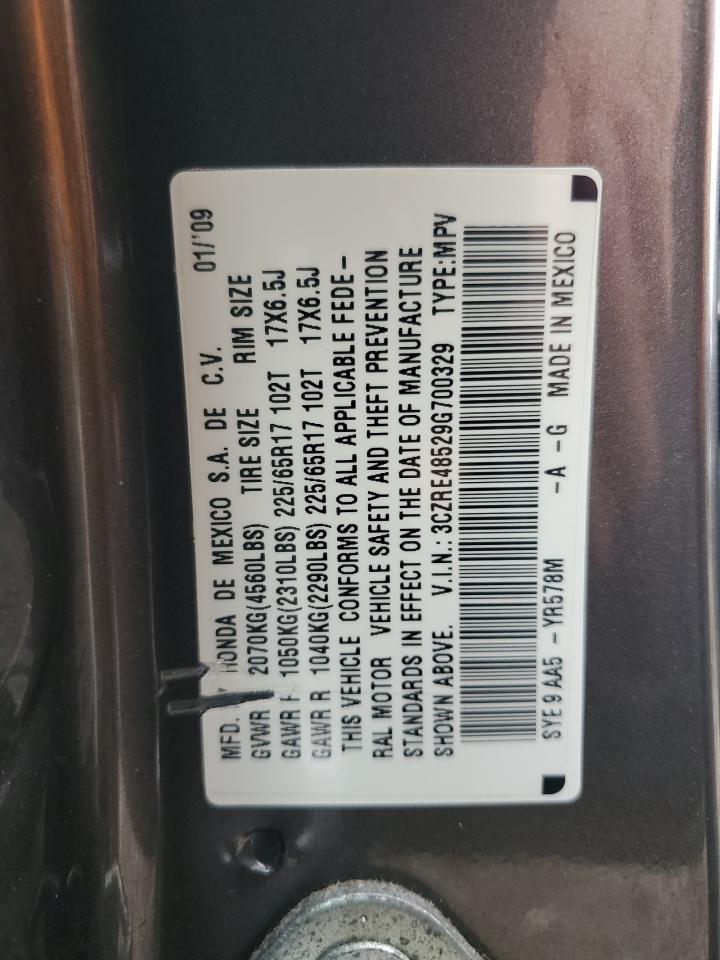 MFD. HONDA DE MEXICO S.A. DE C.V. 01/'09
GVWR 2070KG(4560LBS) TIRE SIZE RIM SIZE
GAWR F 1050KG(2310LBS) 225/65R17 102T 17X6.5J
GAWR R 1040KG(2290LBS) 225/65R17 102T 17X6.5J
THIS VEHICLE CONFORMS TO ALL APPLICABLE FEDE-
RAL MOTOR VEHICLE SAFETY AND THEFT PREVENTION
STANDARDS IN EFFECT ON THE DATE OF MANUFACTURE
SHOWN ABOVE. V.I.N.: 3CZRE48529G700329 TYPE:MPV
SYE9 AA5 -YR578M -A -G MADE IN MEXICO